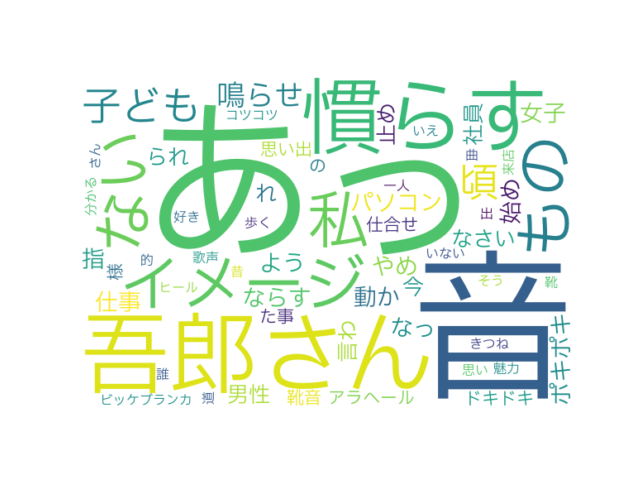 子ども
鳴らせ
コツコツ
慣らす
止め
いえ
社員
女子
さん
られ
思い出
の
曲
来店
もの
分かる
ない
あっ
れ
一人
パソコン
頃
始め
好き
歩く
私
仕合せ
圧
なさい
指
様
的
歌声
昔
よう
やめ
いない
そう
靴
イメージ
ヒール
ならす
動か
今
音
仕事
た事
言わ
なっ
吾郎さん
きつね
ポキポキ
誰
思い
魅力
ビッケブランカ
男性
靴音
アラヘール
ドキドキ